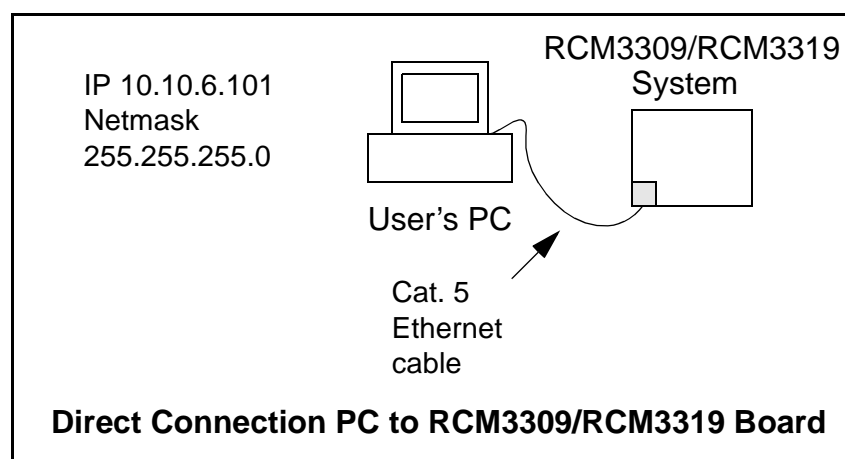 IP 10.10.6.101
Netmask
255.255.255.0
RCM3309/RCM3319
System
User’s PC
Cat. 5
Ethernet
cable
Direct Connection PC to RCM3309/RCM3319 Board